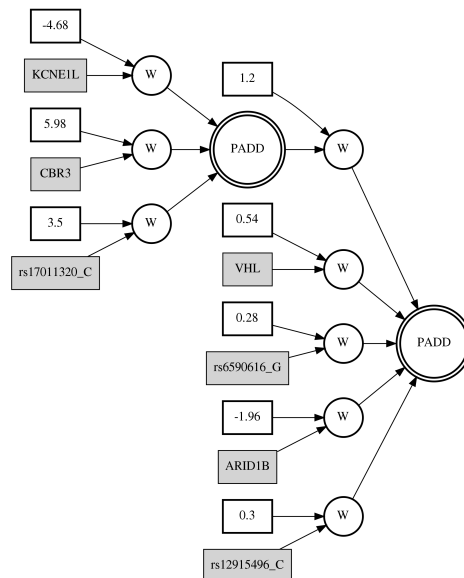 -4.68
W
KCNE1L
1.2
5.98
W
PADD
W
CBR3
3.5
W
0.54
rs17011320_C
VHL
W
0.28
W
PADD
rs6590616_G
-1.96
W
ARID1B
0.3
W
rs12915496_C